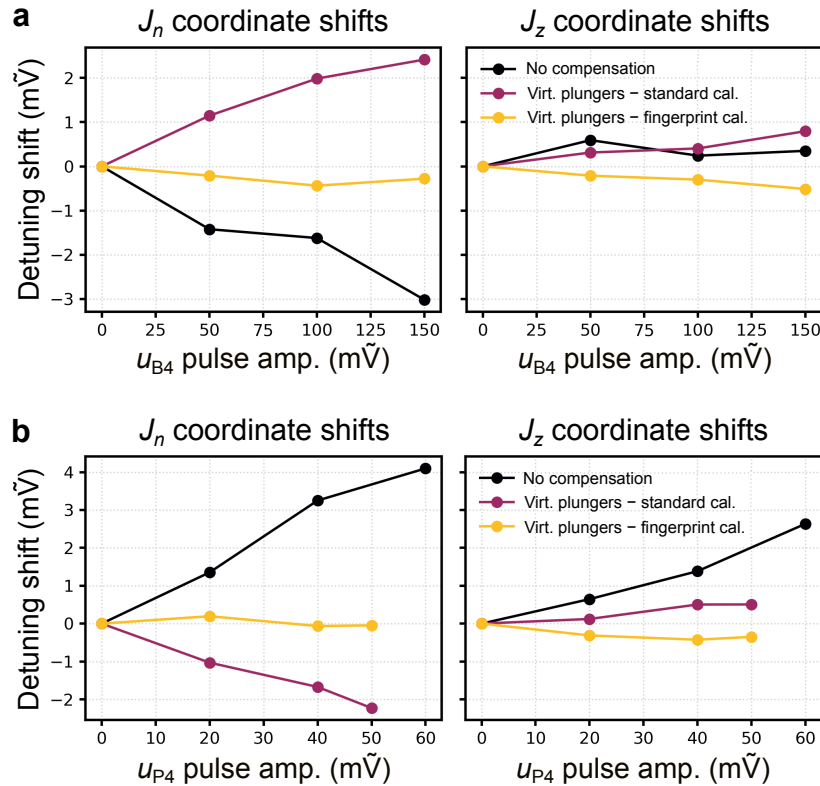 a
J_n coordinate shifts
J_z coordinate shifts
Detuning shift (mṼ)
2
1
0
−1
−2
−3
No compensation
Virt. plungers − standard cal.
Virt. plungers − fingerprint cal.
0 25 50 75 100 125 150
0 25 50 75 100 125 150
u_B4 pulse amp. (mṼ)
u_B4 pulse amp. (mṼ)
b
J_n coordinate shifts
J_z coordinate shifts
Detuning shift (mṼ)
4
3
2
1
0
−1
−2
No compensation
Virt. plungers − standard cal.
Virt. plungers − fingerprint cal.
0 10 20 30 40 50 60
0 10 20 30 40 50 60
u_P4 pulse amp. (mṼ)
u_P4 pulse amp. (mṼ)